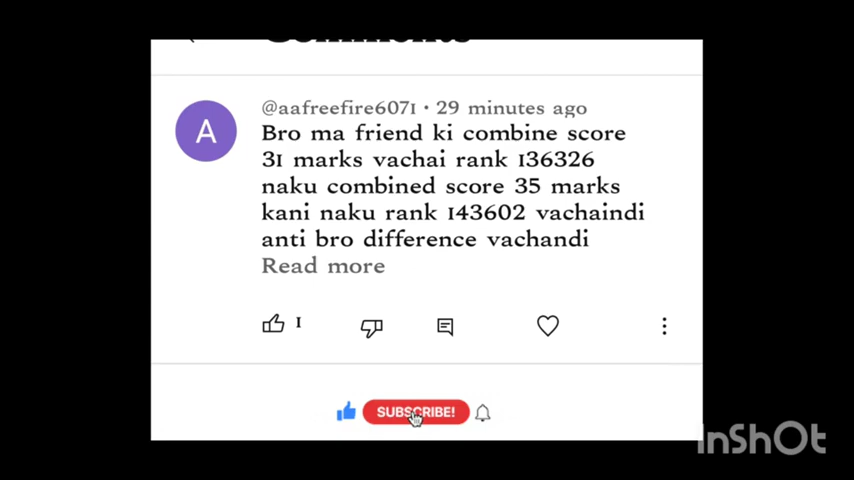 Comments
@aafreefire6071 · 29 minutes ago
A
Bro ma friend ki combine score
31 marks vachai rank 136326
naku combined score 35 marks
kani naku rank 143602 vachaindi
anti bro difference vachandi
Read more
1
SUBSCRIBE!
InShOt